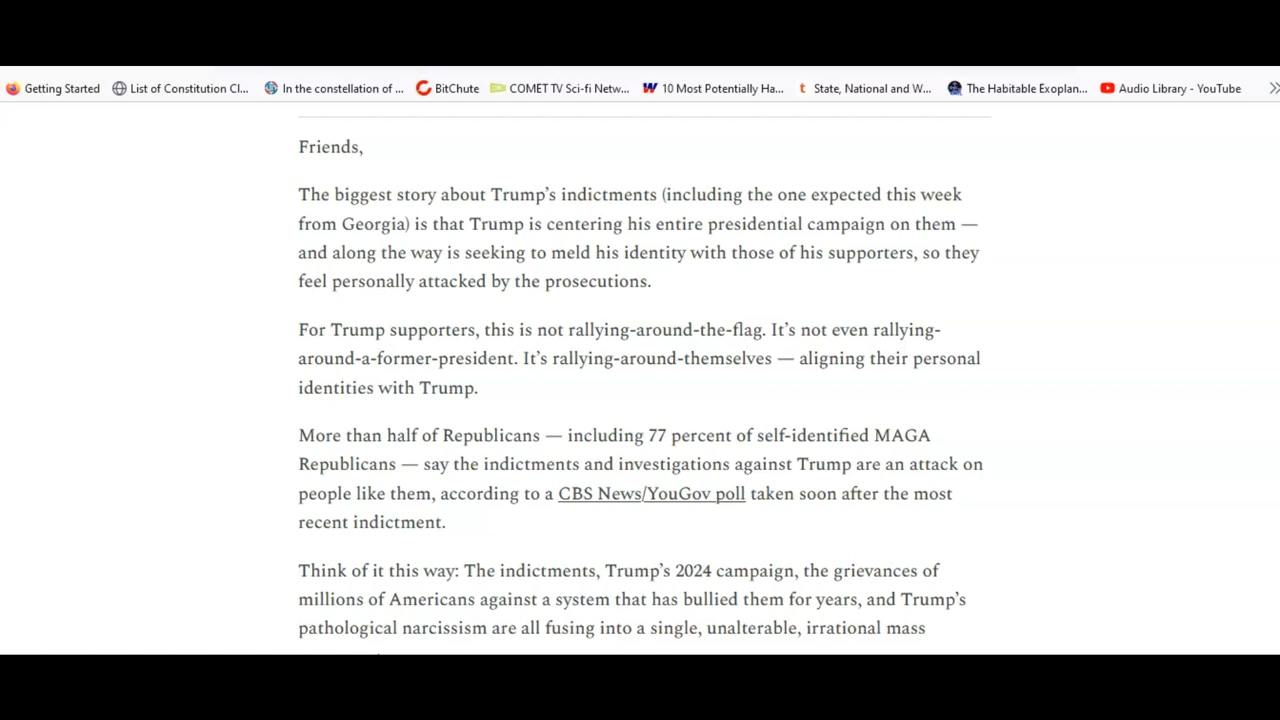 Getting Started List of Constitution Cl... In the constellation of ... BitChute COMET TV Sci-fi Netw... 10 Most Potentially Ha... State, National and W... The Habitable Exoplan... Audio Library - YouTube
Friends,
The biggest story about Trump’s indictments (including the one expected this week
from Georgia) is that Trump is centering his entire presidential campaign on them —
and along the way is seeking to meld his identity with those of his supporters, so they
feel personally attacked by the prosecutions.
For Trump supporters, this is not rallying-around-the-flag. It’s not even rallying-
around-a-former-president. It’s rallying-around-themselves — aligning their personal
identities with Trump.
More than half of Republicans — including 77 percent of self-identified MAGA
Republicans — say the indictments and investigations against Trump are an attack on
people like them, according to a CBS News/YouGov poll taken soon after the most
recent indictment.
Think of it this way: The indictments, Trump’s 2024 campaign, the grievances of
millions of Americans against a system that has bullied them for years, and Trump’s
pathological narcissism are all fusing into a single, unalterable, irrational mass